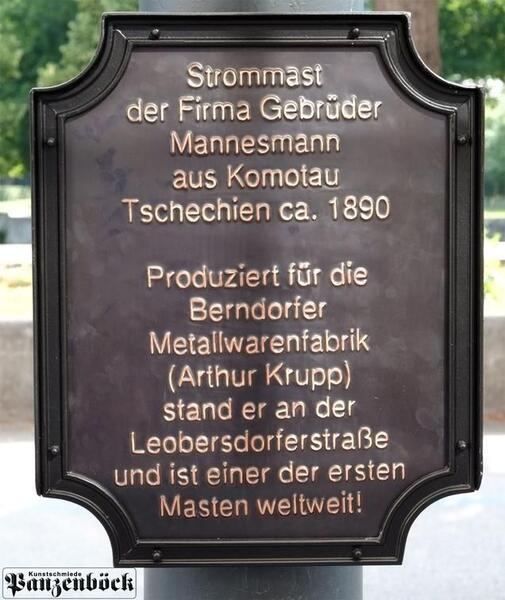 Strommast
der Firma Gebrüder
Mannesmann
aus Komotau
Tschechien ca. 1890
Produziert für die
Berndorfer
Metallwarenfabrik
(Arthur Krupp)
stand er an der
Leobersdorferstraße
und ist einer der ersten
Masten weltweit!
Kunstschmiede
Panzenböck